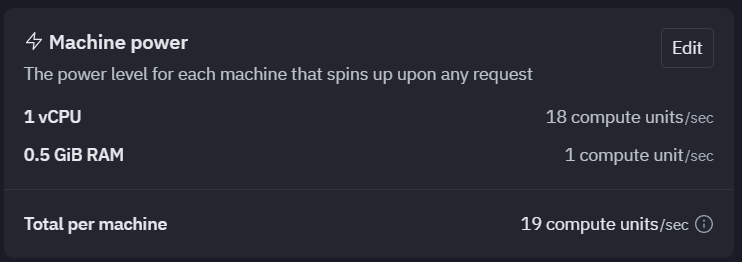 Machine power
Edit
The power level for each machine that spins up upon any request
1 vCPU 18 compute units/sec
0.5 GiB RAM 1 compute unit/sec
Total per machine 19 compute units/sec